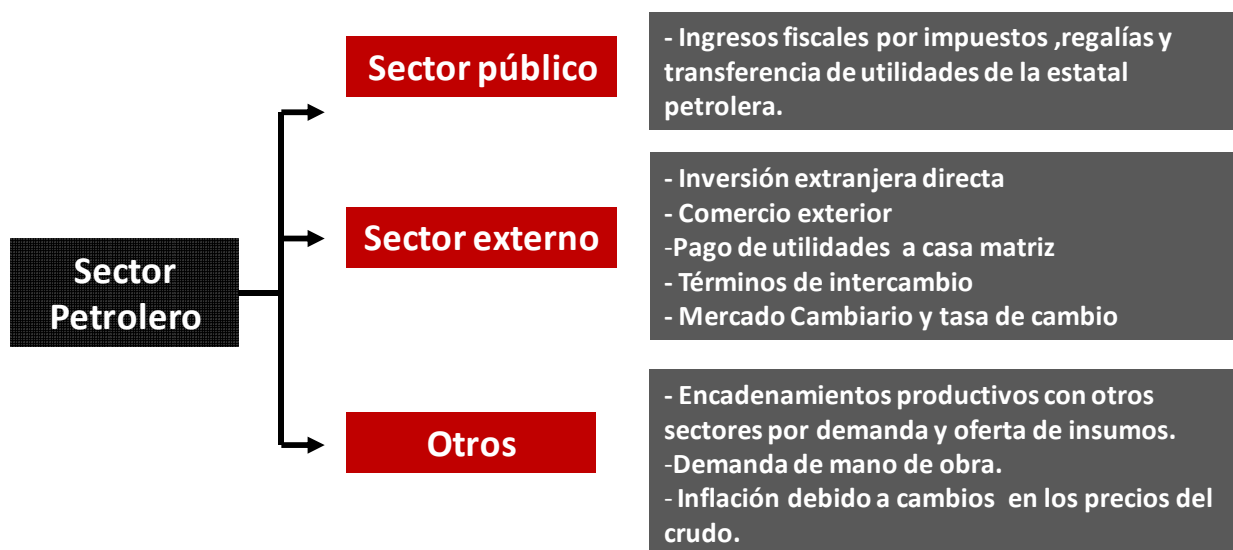 Sector
Petrolero
Sector público
- Ingresos fiscales por impuestos ,regalías y
transferencia de utilidades de la estatal
petrolera.
Sector externo
- Inversión extranjera directa
- Comercio exterior
-Pago de utilidades a casa matriz
- Términos de intercambio
- Mercado Cambiario y tasa de cambio
Otros
- Encadenamientos productivos con otros
sectores por demanda y oferta de insumos.
-Demanda de mano de obra.
- Inflación debido a cambios en los precios del
crudo.